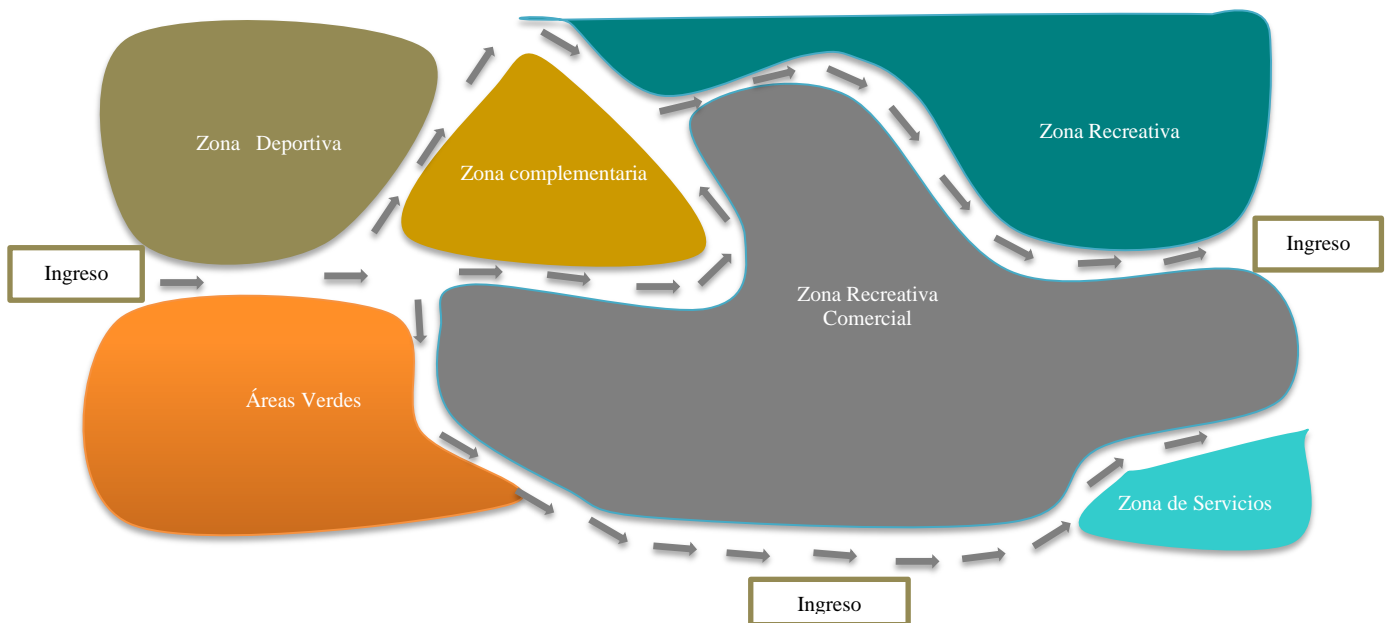 Zona Deportiva
Zona Recreativa
Zona complementaria
Ingreso
Ingreso
Zona Recreativa
Comercial
Áreas Verdes
Zona de Servicios
Ingreso